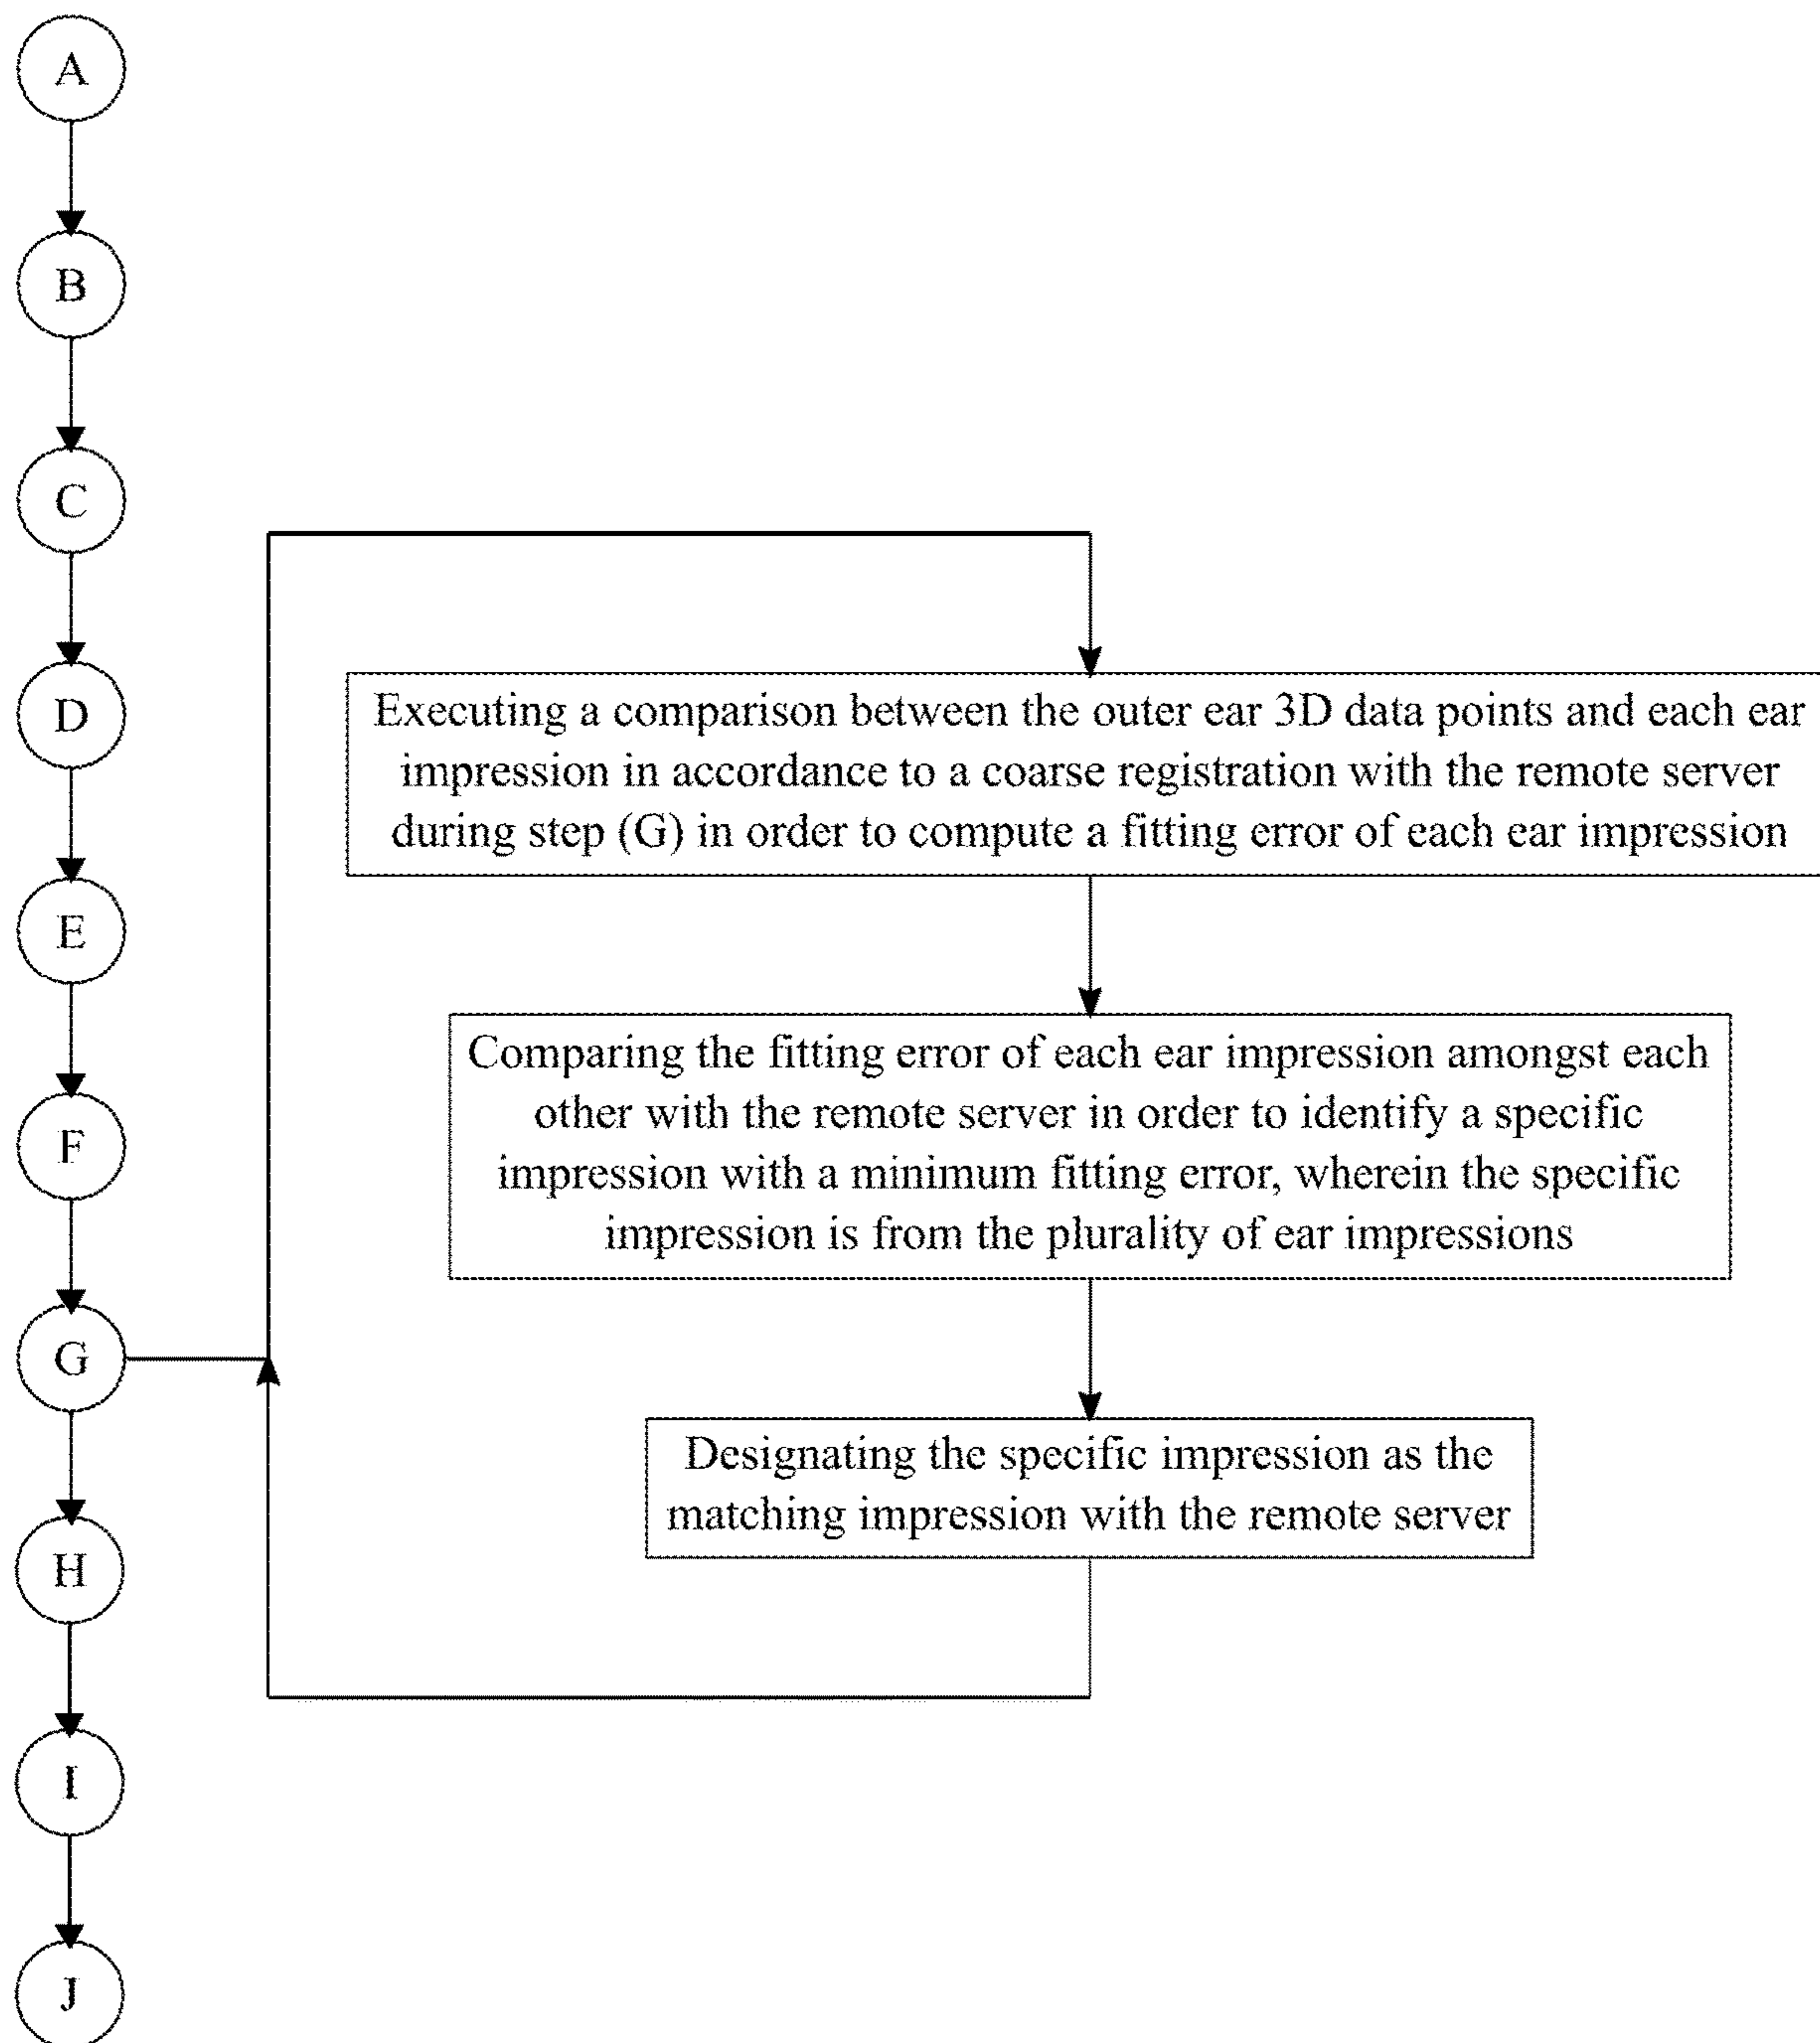 A
B
C
D
E
F
G
H
I
J
Executing a comparison between the outer ear 3D data points and each ear
impression in accordance to a coarse registration with the remote server
during step (G) in order to compute a fitting error of each ear impression
Comparing the fitting error of each ear impression amongst each
other with the remote server in order to identify a specific
impression with a minimum fitting error, wherein the specific
impression is from the plurality of ear impressions
Designating the specific impression as the
matching impression with the remote server